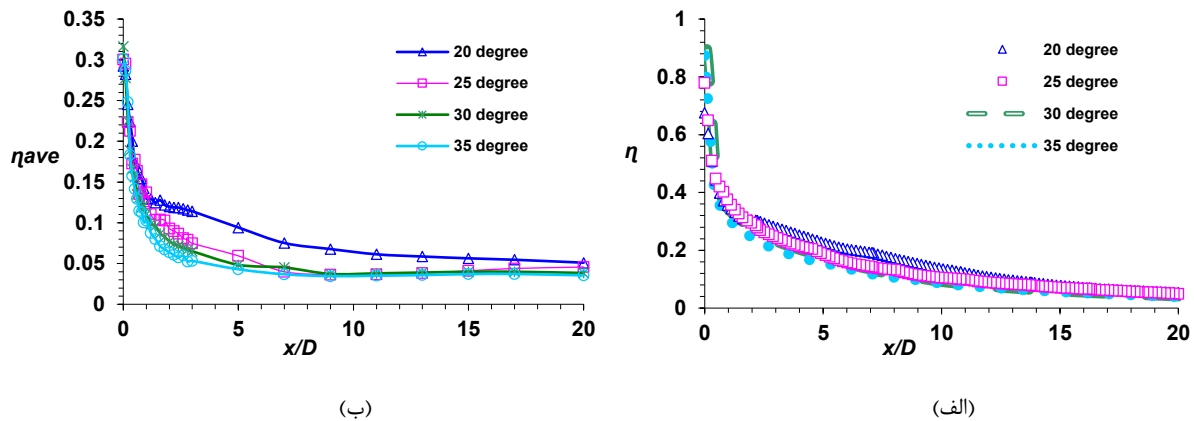 0.35
0.3
0.25
0.2
0.15
0.1
0.05
0
ηave
20 degree
25 degree
30 degree
35 degree
0 5 10 15 20
x/D
(ب)
1
0.8
0.6
0.4
0.2
0
η
20 degree
25 degree
30 degree
35 degree
0 5 10 15 20
x/D
(الف)